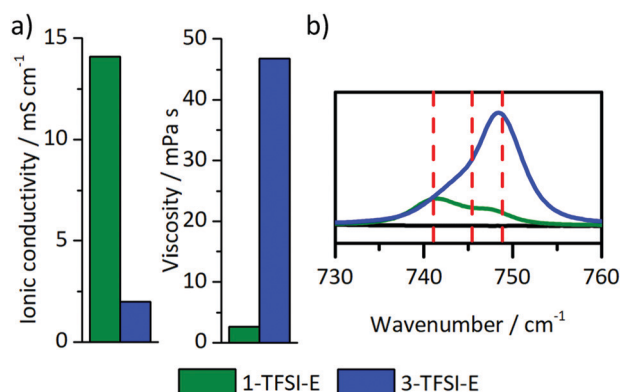 a)
b)
Ionic conductivity / mS cm⁻¹
15
10
5
0
Viscosity / mPa s
50
40
30
20
10
0
730 740 750 760
Wavenumber / cm⁻¹
1-TFSI-E 3-TFSI-E